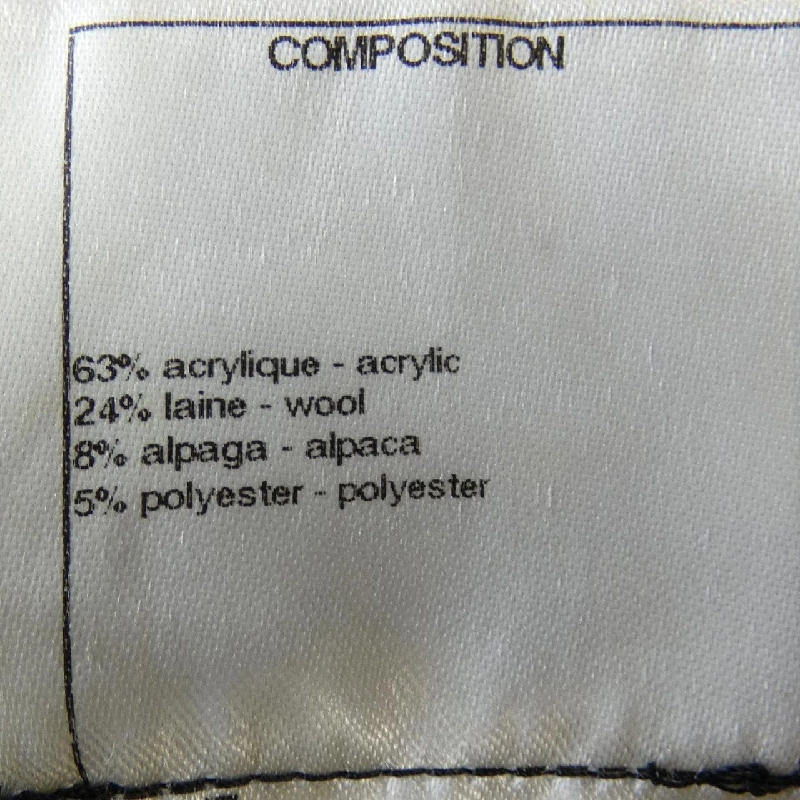 COMPOSITION
63% acrylique - acrylic
24% laine - wool
8% alpaga - alpaca
5% polyester - polyester